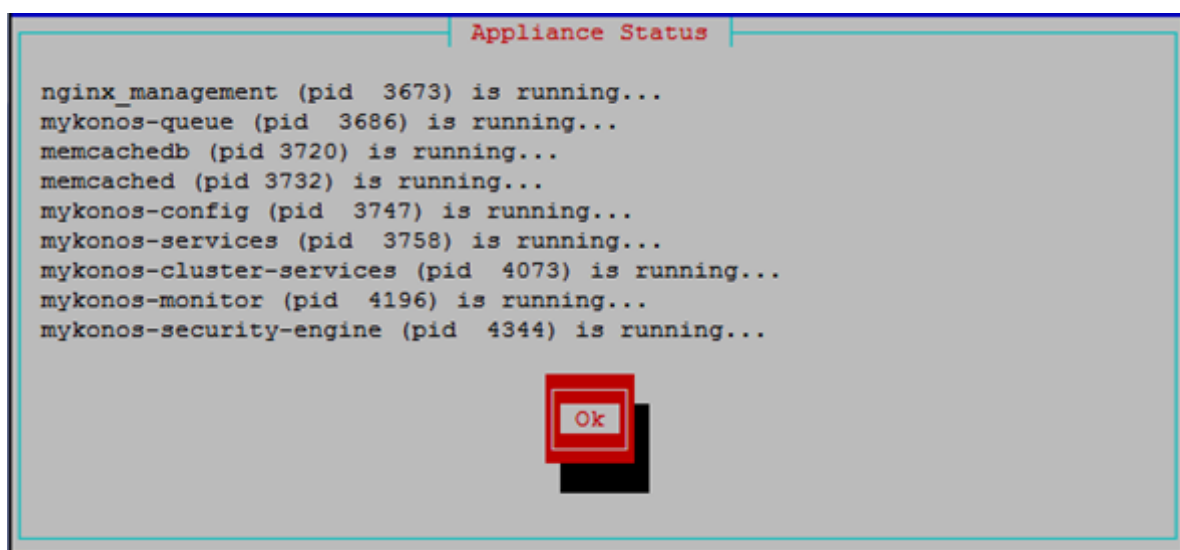 Appliance Status
nginx_management (pid  3673) is running...
mykonos-queue (pid  3686) is running...
memcachedb (pid 3720) is running...
memcached (pid 3732) is running...
mykonos-config (pid  3747) is running...
mykonos-services (pid  3758) is running...
mykonos-cluster-services (pid  4073) is running...
mykonos-monitor (pid  4196) is running...
mykonos-security-engine (pid  4344) is running...
Ok